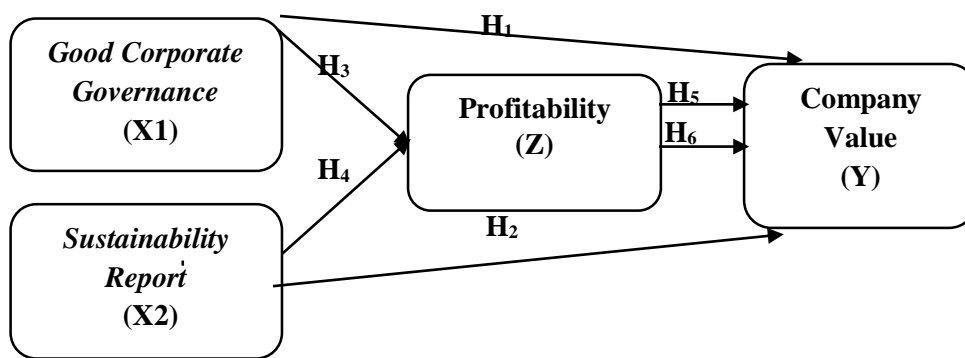 Good Corporate
Governance
(X1)
H1
H3
Profitability
(Z)
H5
H6
Company
Value
(Y)
H4
H2
Sustainability
Report
(X2)